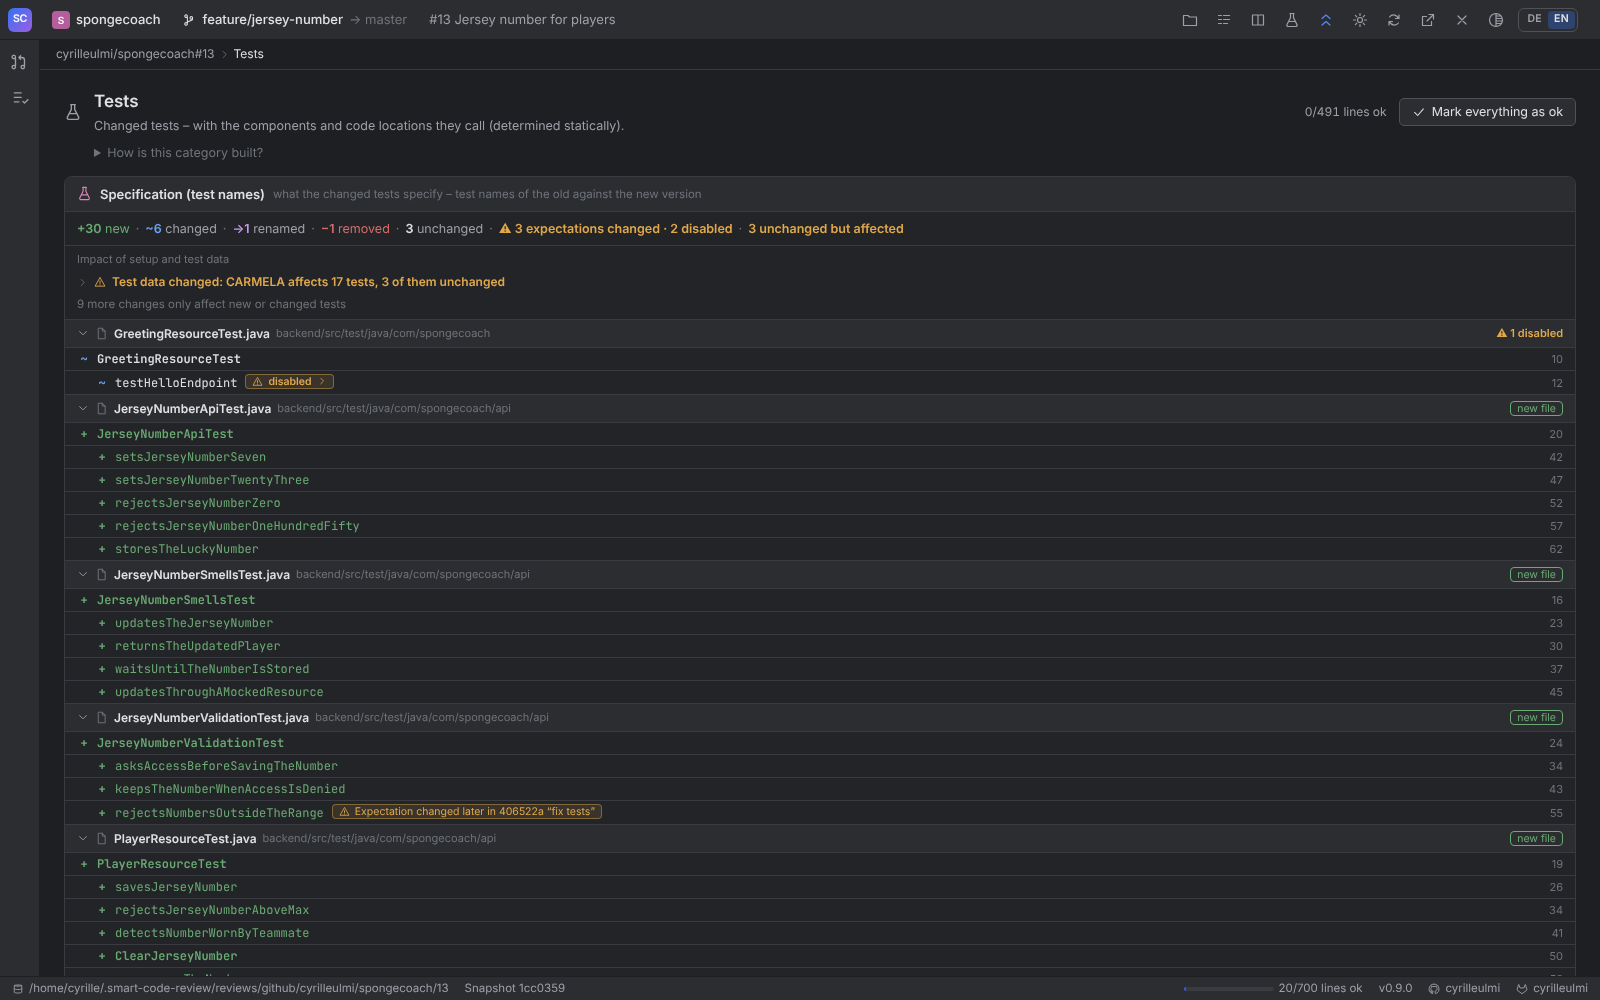 SC S spongecoach feature/jersey-number → master #13 Jersey number for players DE EN
cyrilleulmi/spongecoach#13 > Tests
Tests
Changed tests – with the components and code locations they call (determined statically).
0/491 lines ok Mark everything as ok
How is this category built?
Specification (test names) what the changed tests specify – test names of the old against the new version
+30 new · ~6 changed · →1 renamed · −1 removed · 3 unchanged · 3 expectations changed · 2 disabled · 3 unchanged but affected
Impact of setup and test data
Test data changed: CARMELA affects 17 tests, 3 of them unchanged
9 more changes only affect new or changed tests
GreetingResourceTest.java backend/src/test/java/com/spongecoach 1 disabled
~ GreetingResourceTest 10
~ testHelloEndpoint disabled > 12
JerseyNumberApiTest.java backend/src/test/java/com/spongecoach/api new file
+ JerseyNumberApiTest 20
+ setsJerseyNumberSeven 42
+ setsJerseyNumberTwentyThree 47
+ rejectsJerseyNumberZero 52
+ rejectsJerseyNumberOneHundredFifty 57
+ storesTheLuckyNumber 62
JerseyNumberSmellsTest.java backend/src/test/java/com/spongecoach/api new file
+ JerseyNumberSmellsTest 16
+ updatesTheJerseyNumber 23
+ returnsTheUpdatedPlayer 30
+ waitsUntilTheNumberIsStored 37
+ updatesThroughAMockedResource 45
JerseyNumberValidationTest.java backend/src/test/java/com/spongecoach/api new file
+ JerseyNumberValidationTest 24
+ asksAccessBeforeSavingTheNumber 34
+ keepsTheNumberWhenAccessIsDenied 43
+ rejectsNumbersOutsideTheRange Expectation changed later in 406522a “fix tests” 55
PlayerResourceTest.java backend/src/test/java/com/spongecoach/api new file
+ PlayerResourceTest 19
+ savesJerseyNumber 26
+ rejectsJerseyNumberAboveMax 34
+ detectsNumberWornByTeammate 41
+ ClearJerseyNumber 50
/home/cyrille/.smart-code-review/reviews/github/cyrilleulmi/spongecoach/13 Snapshot 1cc0359 20/700 lines ok v0.9.0 cyrilleulmi cyrilleulmi